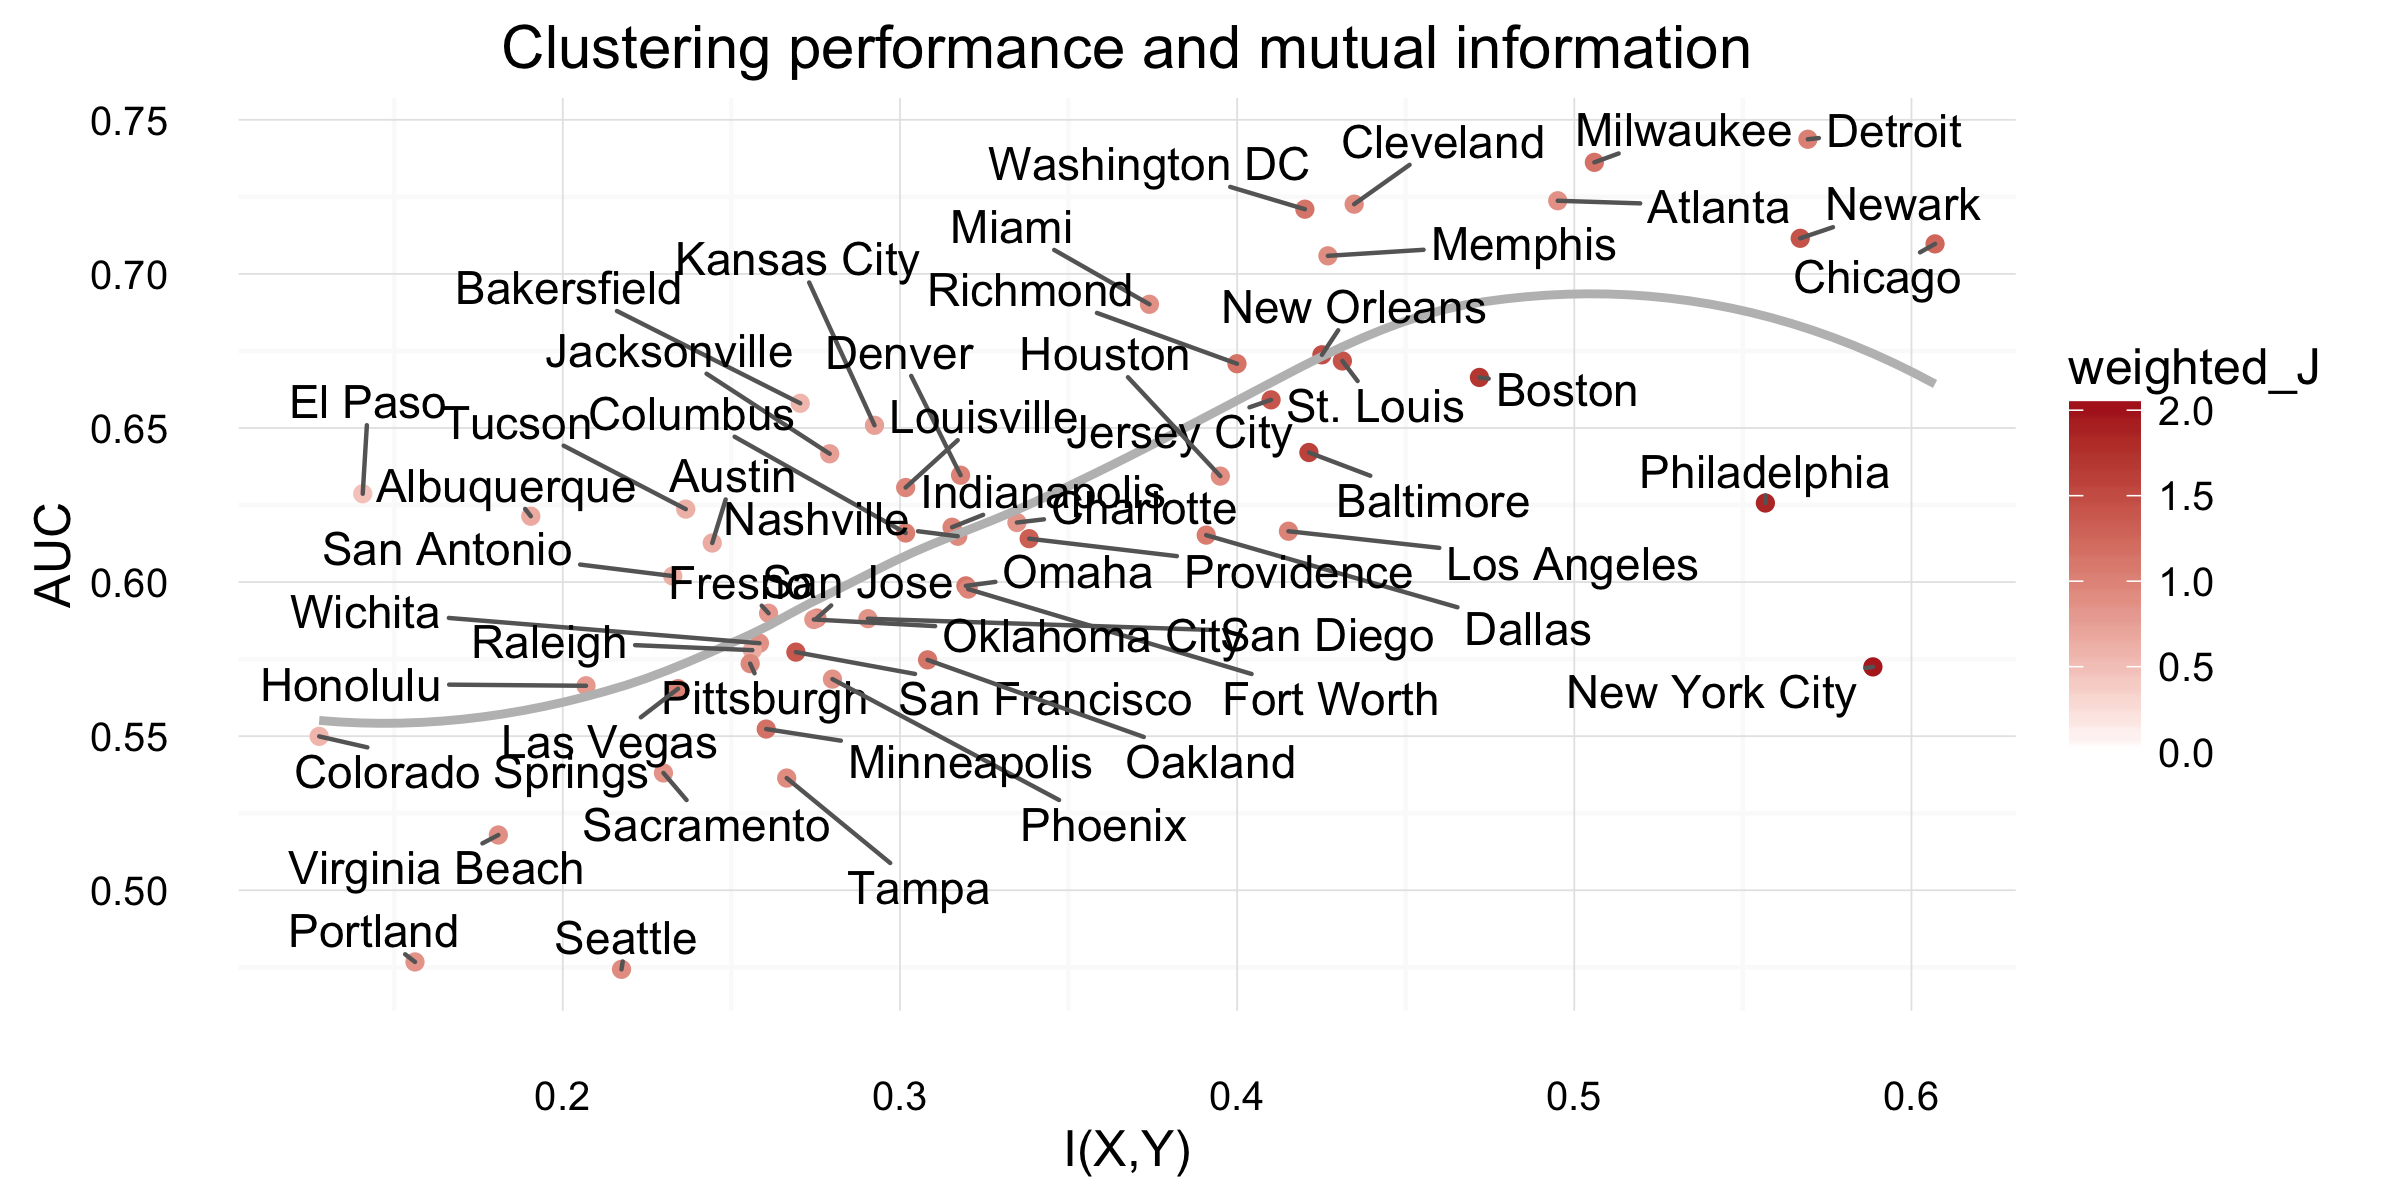 Clustering performance and mutual information
0.75
0.70
0.65
0.60
0.55
0.50
AUC
Milwaukee
Detroit
Cleveland
Washington DC
Atlanta
Newark
Miami
Memphis
Kansas City
Chicago
Bakersfield
Richmond
New Orleans
Jacksonville
Denver
Houston
Boston
El Paso
Tucson
Columbus
Louisville
St. Louis
Jersey City
Philadelphia
Albuquerque
Austin
Indianapolis
Charlotte
Baltimore
Nashville
San Antonio
Fresno
San Jose
Omaha
Providence
Los Angeles
Wichita
Raleigh
Oklahoma City
San Diego
Dallas
Honolulu
Pittsburgh
San Francisco
Fort Worth
New York City
Las Vegas
Colorado Springs
Minneapolis
Oakland
Sacramento
Phoenix
Virginia Beach
Tampa
Portland
Seattle
0.2
0.3
0.4
0.5
0.6
I(X,Y)
weighted_J
2.0
1.5
1.0
0.5
0.0